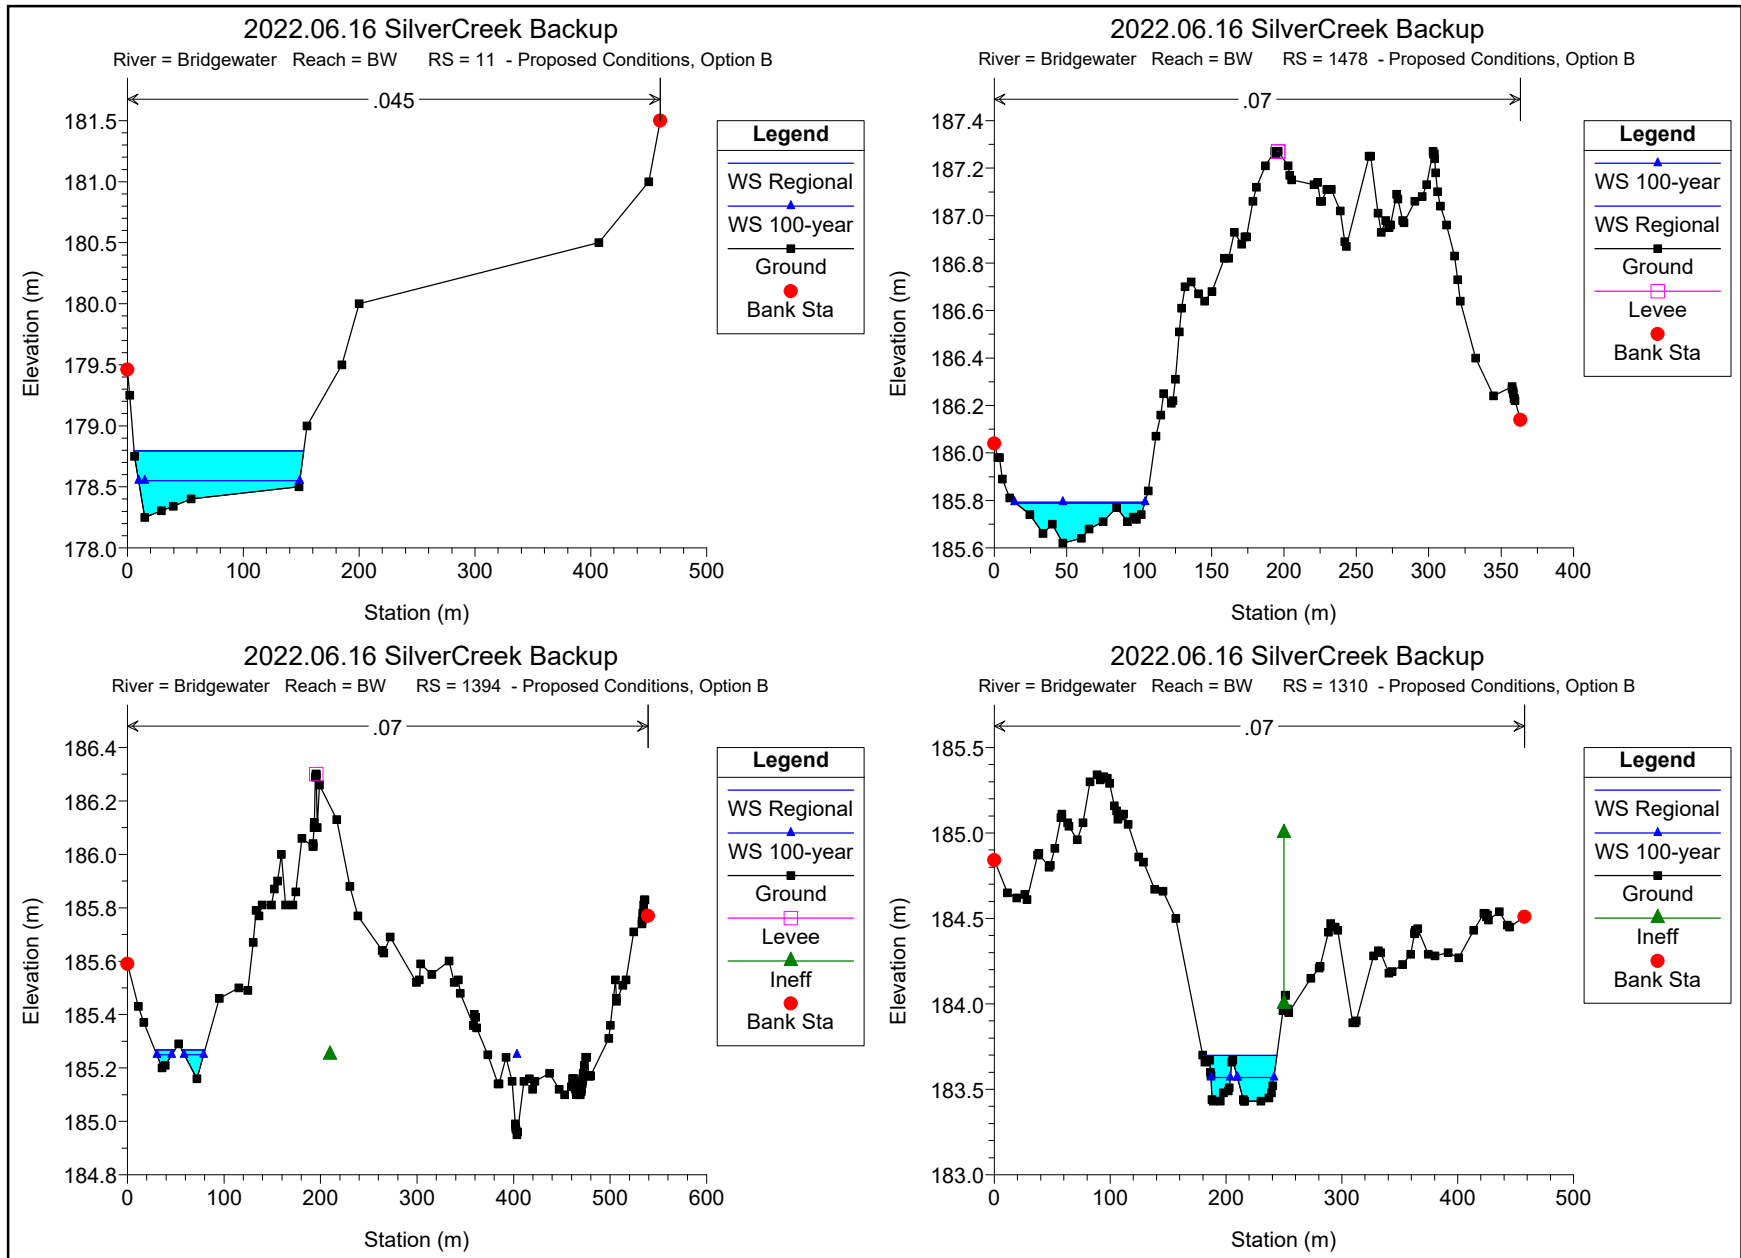 2022.06.16 SilverCreek Backup
River = Bridgewater Reach = BW RS = 11 - Proposed Conditions, Option B
.045
181.5
181.0
180.5
180.0
179.5
179.0
178.5
178.0
Elevation (m)
0 100 200 300 400 500
Station (m)
Legend
WS Regional
WS 100-year
Ground
Bank Sta
2022.06.16 SilverCreek Backup
River = Bridgewater Reach = BW RS = 1478 - Proposed Conditions, Option B
.07
187.4
187.2
187.0
186.8
186.6
186.4
186.2
186.0
185.8
185.6
Elevation (m)
0 50 100 150 200 250 300 350 400
Station (m)
Legend
WS 100-year
WS Regional
Ground
Levee
Bank Sta
2022.06.16 SilverCreek Backup
River = Bridgewater Reach = BW RS = 1394 - Proposed Conditions, Option B
.07
186.4
186.2
186.0
185.8
185.6
185.4
185.2
185.0
184.8
Elevation (m)
0 100 200 300 400 500 600
Station (m)
Legend
WS Regional
WS 100-year
Ground
Levee
Ineff
Bank Sta
2022.06.16 SilverCreek Backup
River = Bridgewater Reach = BW RS = 1310 - Proposed Conditions, Option B
.07
185.5
185.0
184.5
184.0
183.5
183.0
Elevation (m)
0 100 200 300 400 500
Station (m)
Legend
WS Regional
WS 100-year
Ground
Ineff
Bank Sta